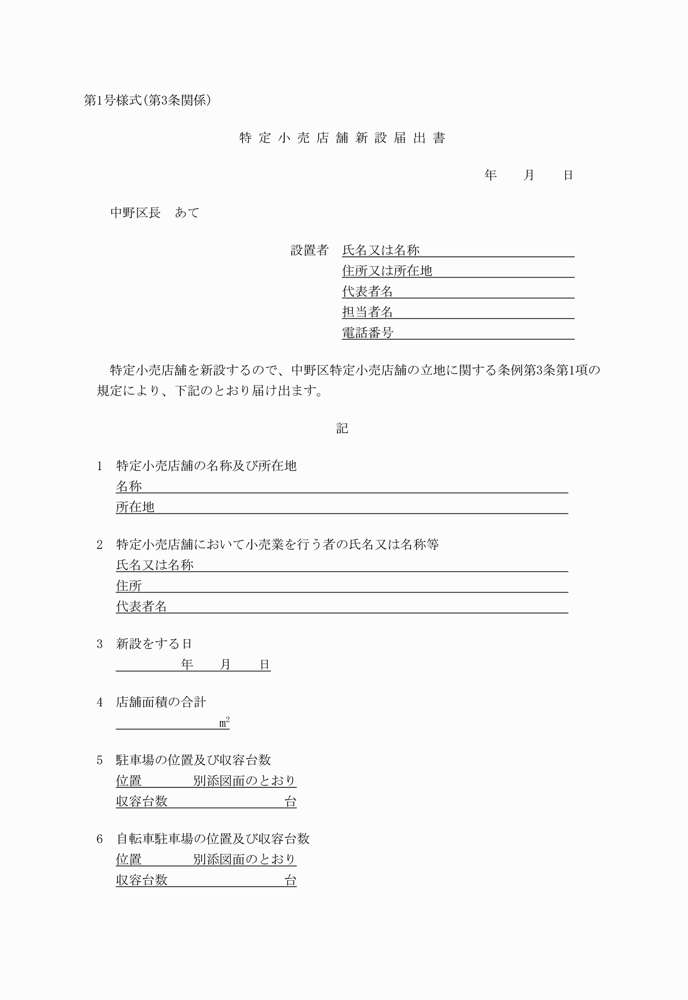 第1号様式(第3条関係)
特定小売店舗新設届出書
年　　月　　日
中野区長　あて
設置者　氏名又は名称
住所又は所在地
代表者名
担当者名
電話番号
特定小売店舗を新設するので、中野区特定小売店舗の立地に関する条例第3条第1項の
規定により、下記のとおり届け出ます。
記
1　特定小売店舗の名称及び所在地
名称
所在地
2　特定小売店舗において小売業を行う者の氏名又は名称等
氏名又は名称
住所
代表者名
3　新設をする日
年　　月　　日
4　店舗面積の合計
m²
5　駐車場の位置及び収容台数
位置　　　　別添図面のとおり
収容台数　　　　　　　　　台
6　自転車駐車場の位置及び収容台数
位置　　　　別添図面のとおり
収容台数　　　　　　　　　台